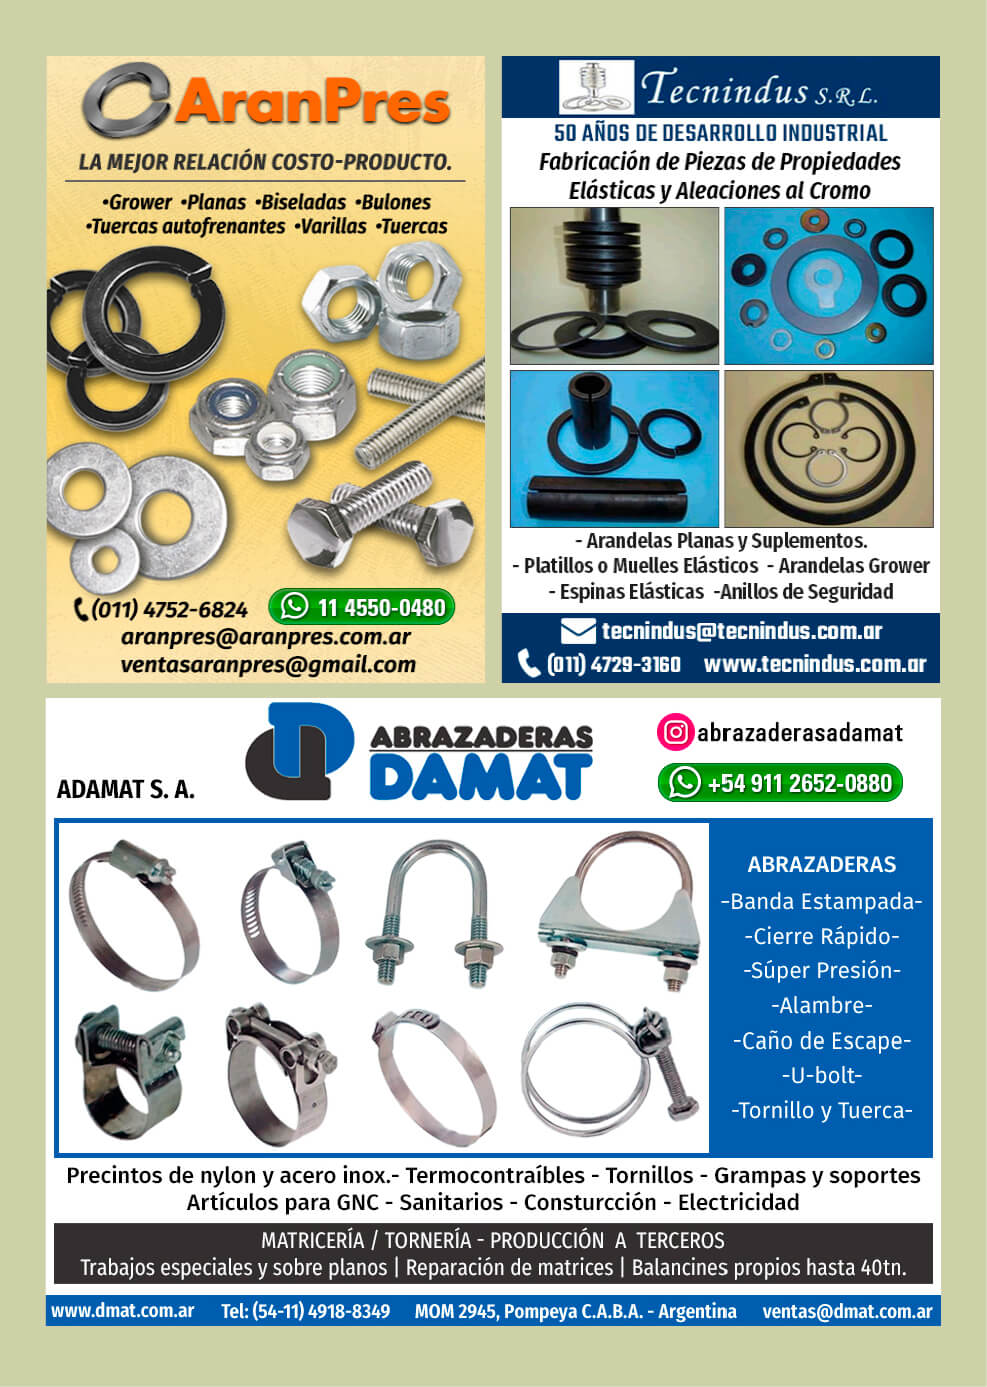 AranPres
LA MEJOR RELACIÓN COSTO-PRODUCTO.
•Grower •Planas •Biseladas •Bulones
•Tuercas autofrenantes •Varillas •Tuercas
(011) 4752-6824
11 4550-0480
aranpres@aranpres.com.ar
ventasaranpres@gmail.com
Tecnindus S.R.L.
50 AÑOS DE DESARROLLO INDUSTRIAL
Fabricación de Piezas de Propiedades
Elásticas y Aleaciones al Cromo
- Arandelas Planas y Suplementos.
- Platillos o Muelles Elásticos - Arandelas Grower
- Espinas Elásticas -Anillos de Seguridad
tecnindus@tecnindus.com.ar
(011) 4729-3160 www.tecnindus.com.ar
ADAMAT S. A.
ABRAZADERAS
DAMAT
abrazaderasadamat
+54 911 2652-0880
ABRAZADERAS
-Banda Estampada-
-Cierre Rápido-
-Súper Presión-
-Alambre-
-Caño de Escape-
-U-bolt-
-Tornillo y Tuerca-
Precintos de nylon y acero inox.- Termocontraíbles - Tornillos - Grampas y soportes
Artículos para GNC - Sanitarios - Consturcción - Electricidad
MATRICERÍA / TORNERÍA - PRODUCCIÓN A TERCEROS
Trabajos especiales y sobre planos | Reparación de matrices | Balancines propios hasta 40tn.
www.dmat.com.ar Tel: (54-11) 4918-8349 MOM 2945, Pompeya C.A.B.A. - Argentina ventas@dmat.com.ar